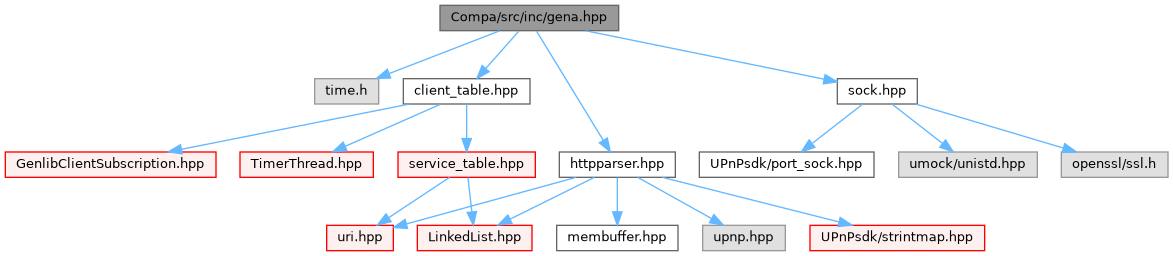 Compa/src/inc/gena.hpp
time.h
client_table.hpp
sock.hpp
GenlibClientSubscription.hpp
TimerThread.hpp
service_table.hpp
httpparser.hpp
UPnPsdk/port_sock.hpp
umock/unistd.hpp
openssl/ssl.h
uri.hpp
LinkedList.hpp
membuffer.hpp
upnp.hpp
UPnPsdk/strintmap.hpp